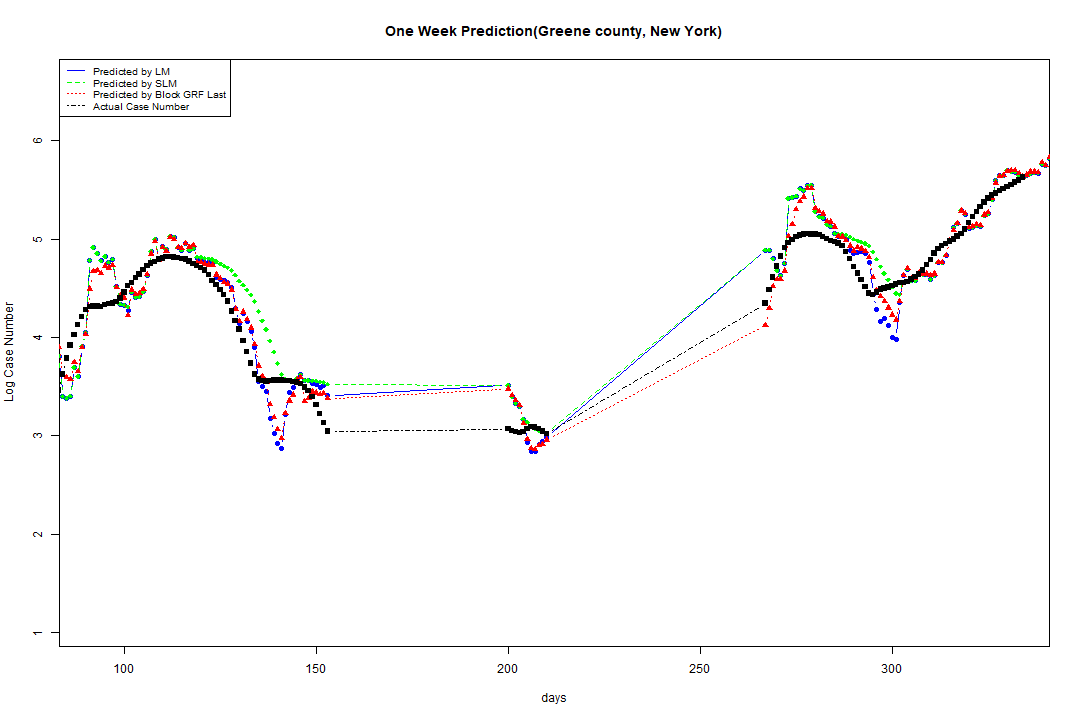 One Week Prediction(Greene county, New York)
Predicted by LM
Predicted by SLM
Predicted by Block GRF Last
Actual Case Number
Log Case Number
6
5
4
3
2
1
100 150 200 250 300
days